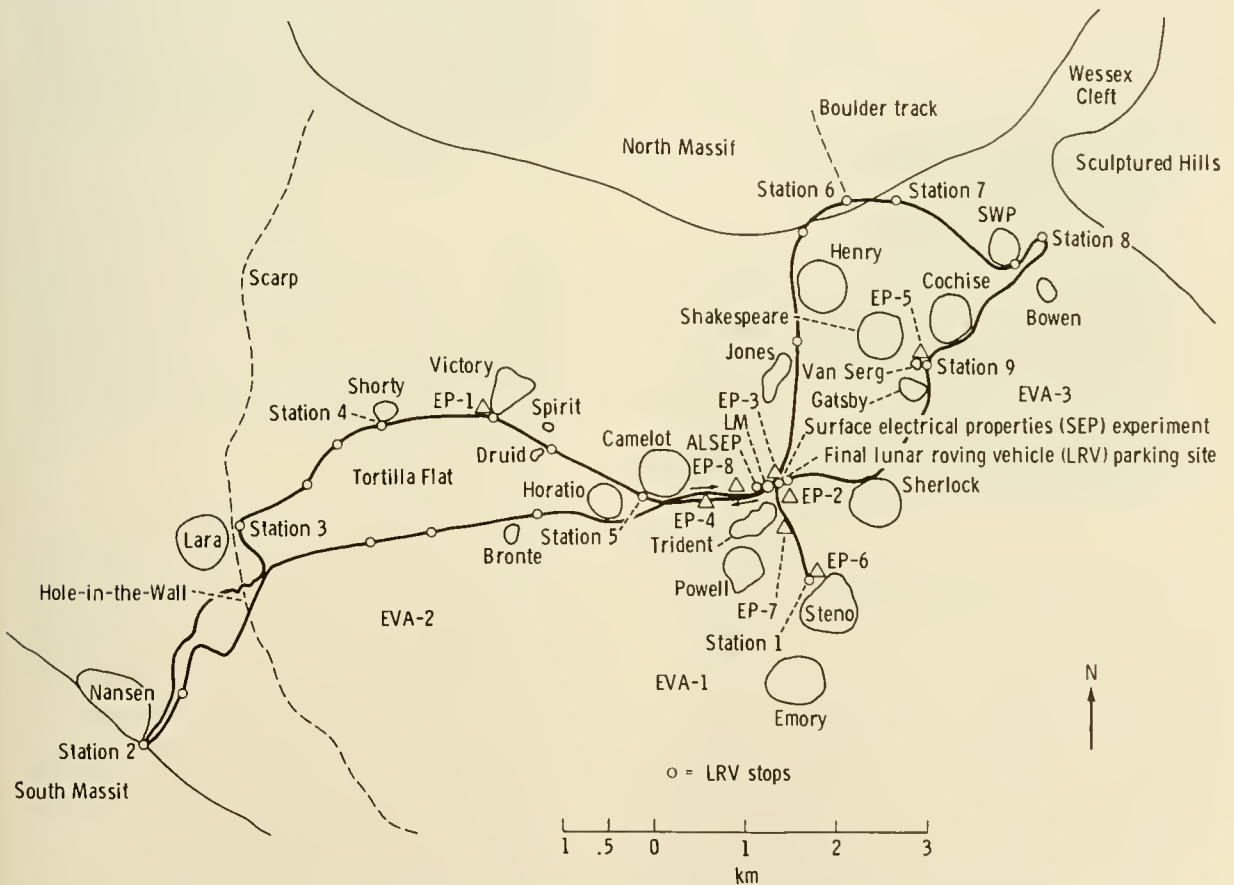 Wessex
Cleft
Boulder track
North Massif
Sculptured Hills
Station 6
Station 7
SWP
Station 8
Henry
Scarp
Cochise
EP-5
Bowen
Shakespeare
Jones
Victory
Van Serg
Station 9
Shorty
EP-1
Gatsby
EVA-3
Station 4
Spirit
EP-3
LM
Surface electrical properties (SEP) experiment
Camelot
ALSEP
Druid
EP-8
Final lunar roving vehicle (LRV) parking site
Tortilla Flat
Horatio
Sherlock
EP-2
EP-4
Station 3
Station 5
Lara
Bronte
Trident
EP-6
Hole-in-the-Wall
Powell
EP-7
Steno
EVA-2
Station 1
Nansen
EVA-1
N
Emory
Station 2
o = LRV stops
South Massit
1 .5 0 1 2 3
km